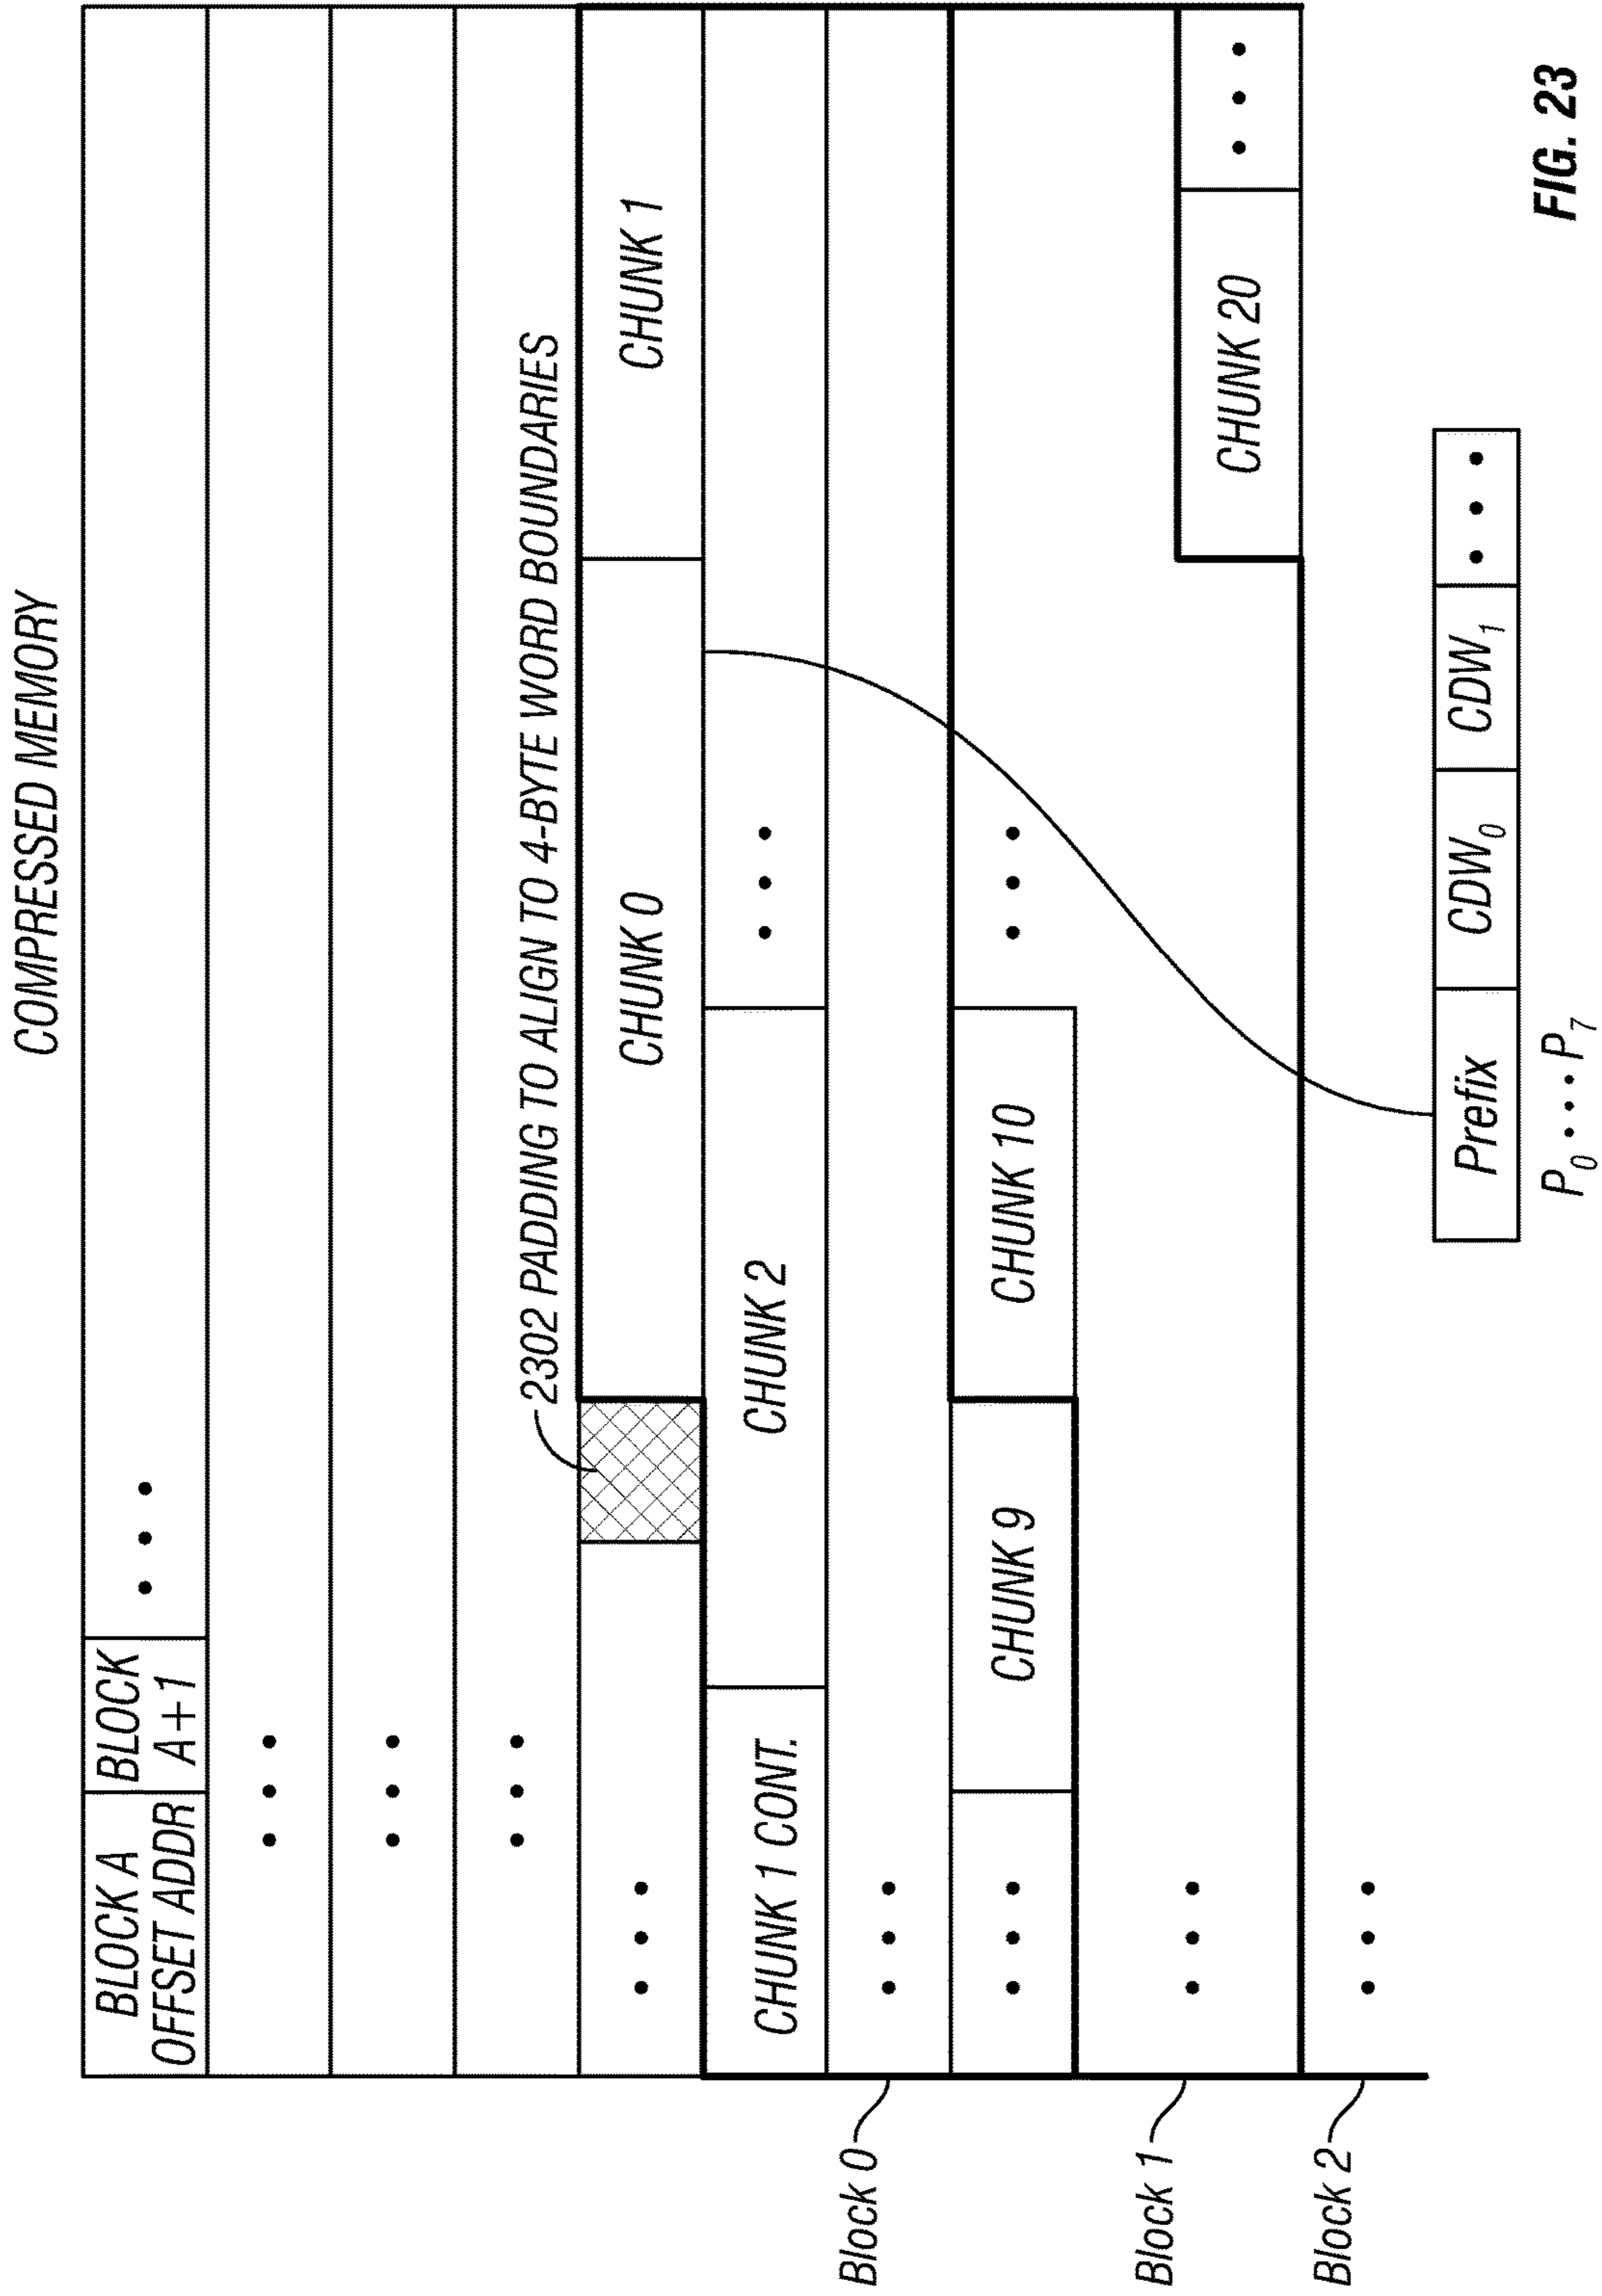 COMPRESSED MEMORY
BLOCK A
OFFSET ADDR
BLOCK
A+1
2302 PADDING TO ALIGN TO 4-BYTE WORD BOUNDARIES
CHUNK 0
CHUNK 1
CHUNK 1 CONT.
CHUNK 2
Block 0
CHUNK 9
CHUNK 10
Block 1
CHUNK 20
Block 2
Prefix
CDW0
CDW1
P0 • • • • P7
FIG. 23